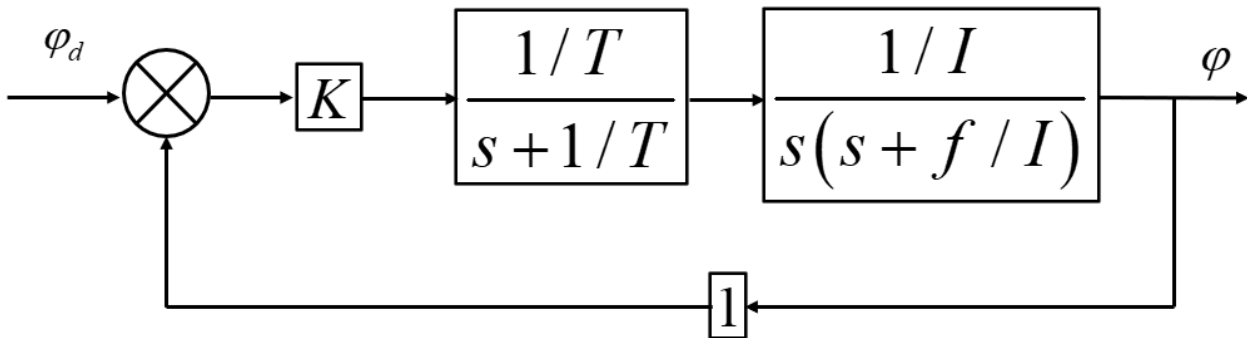 φ_d
K
1/T
s+1/T
1/I
s(s+f/I)
φ
1